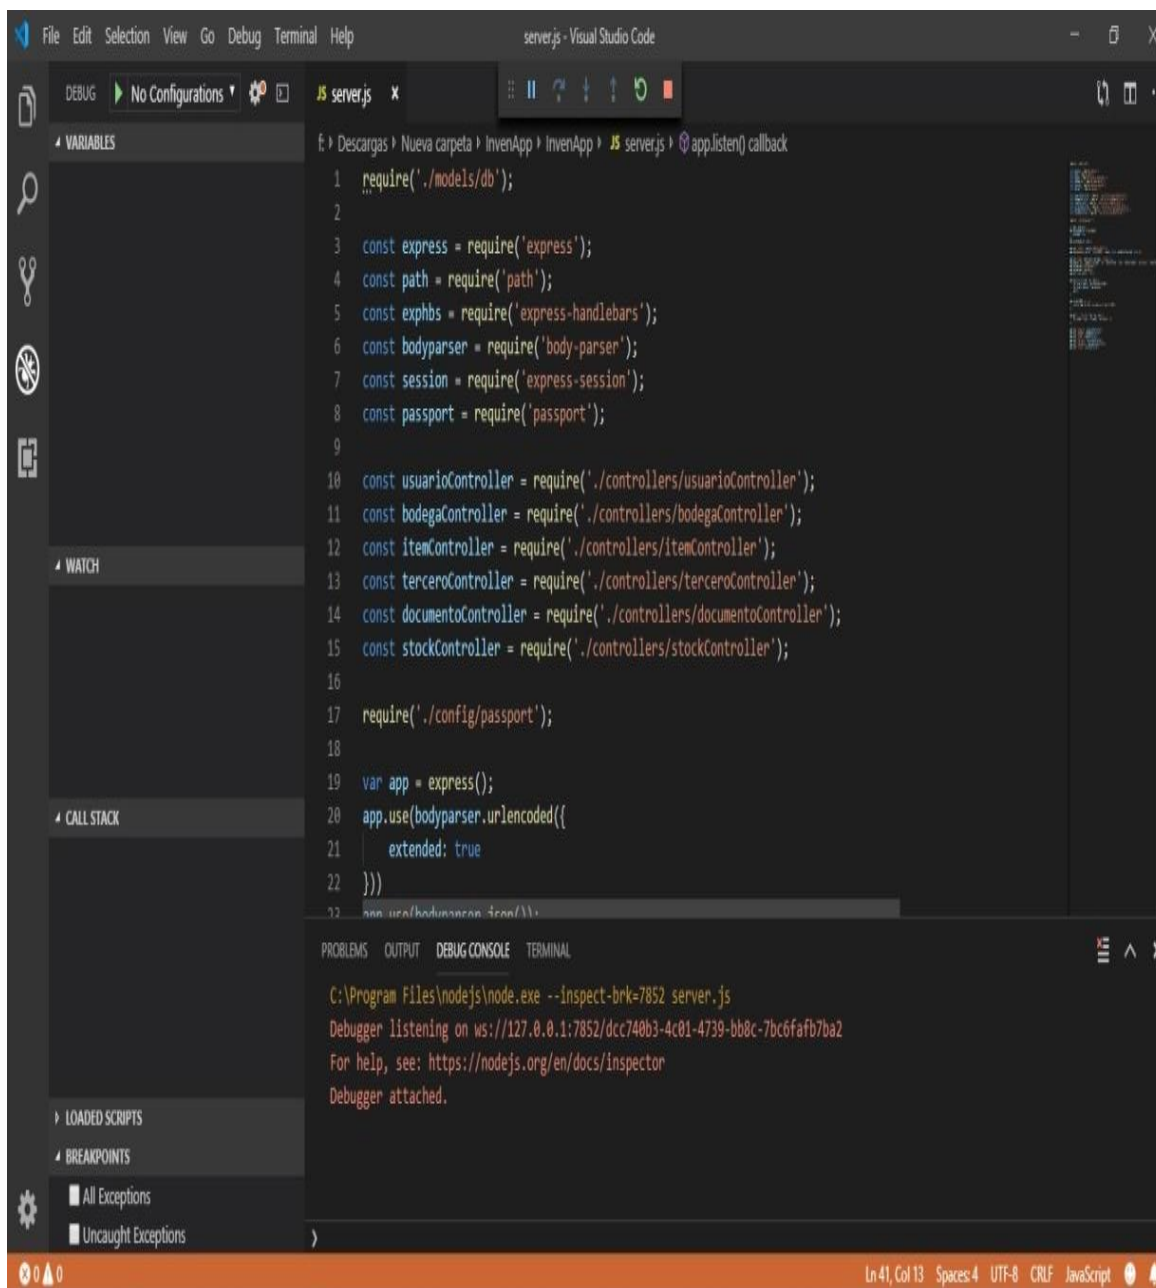 File Edit Selection View Go Debug Terminal Help server.js - Visual Studio Code
DEBUG No Configurations
JS server.js
VARIABLES
f: Descargas Nueva carpeta InvenApp InvenApp JS server.js app.listen() callback
1 require('./models/db');
2
3 const express = require('express');
4 const path = require('path');
5 const exphbs = require('express-handlebars');
6 const bodyparser = require('body-parser');
7 const session = require('express-session');
8 const passport = require('passport');
9
10 const usuarioController = require('./controllers/usuarioController');
11 const bodegaController = require('./controllers/bodegaController');
12 const itemController = require('./controllers/itemController');
13 const terceroController = require('./controllers/terceroController');
14 const documentoController = require('./controllers/documentoController');
15 const stockController = require('./controllers/stockController');
16
17 require('./config/passport');
18
19 var app = express();
20 app.use(bodyparser.urlencoded({
21 extended: true
22 }))
23 app.use(bodyparser.json());
WATCH
CALL STACK
LOADED SCRIPTS
BREAKPOINTS
All Exceptions
Uncaught Exceptions
PROBLEMS OUTPUT DEBUG CONSOLE TERMINAL
C:\Program Files\nodejs\node.exe --inspect-brk=7852 server.js
Debugger listening on ws://127.0.0.1:7852/dcc740b3-4c01-4739-bb8c-7bc6fafb7ba2
For help, see: https://nodejs.org/en/docs/inspector
Debugger attached.
0 0 Ln 41, Col 13 Spaces: 4 UTF-8 CRLF JavaScript